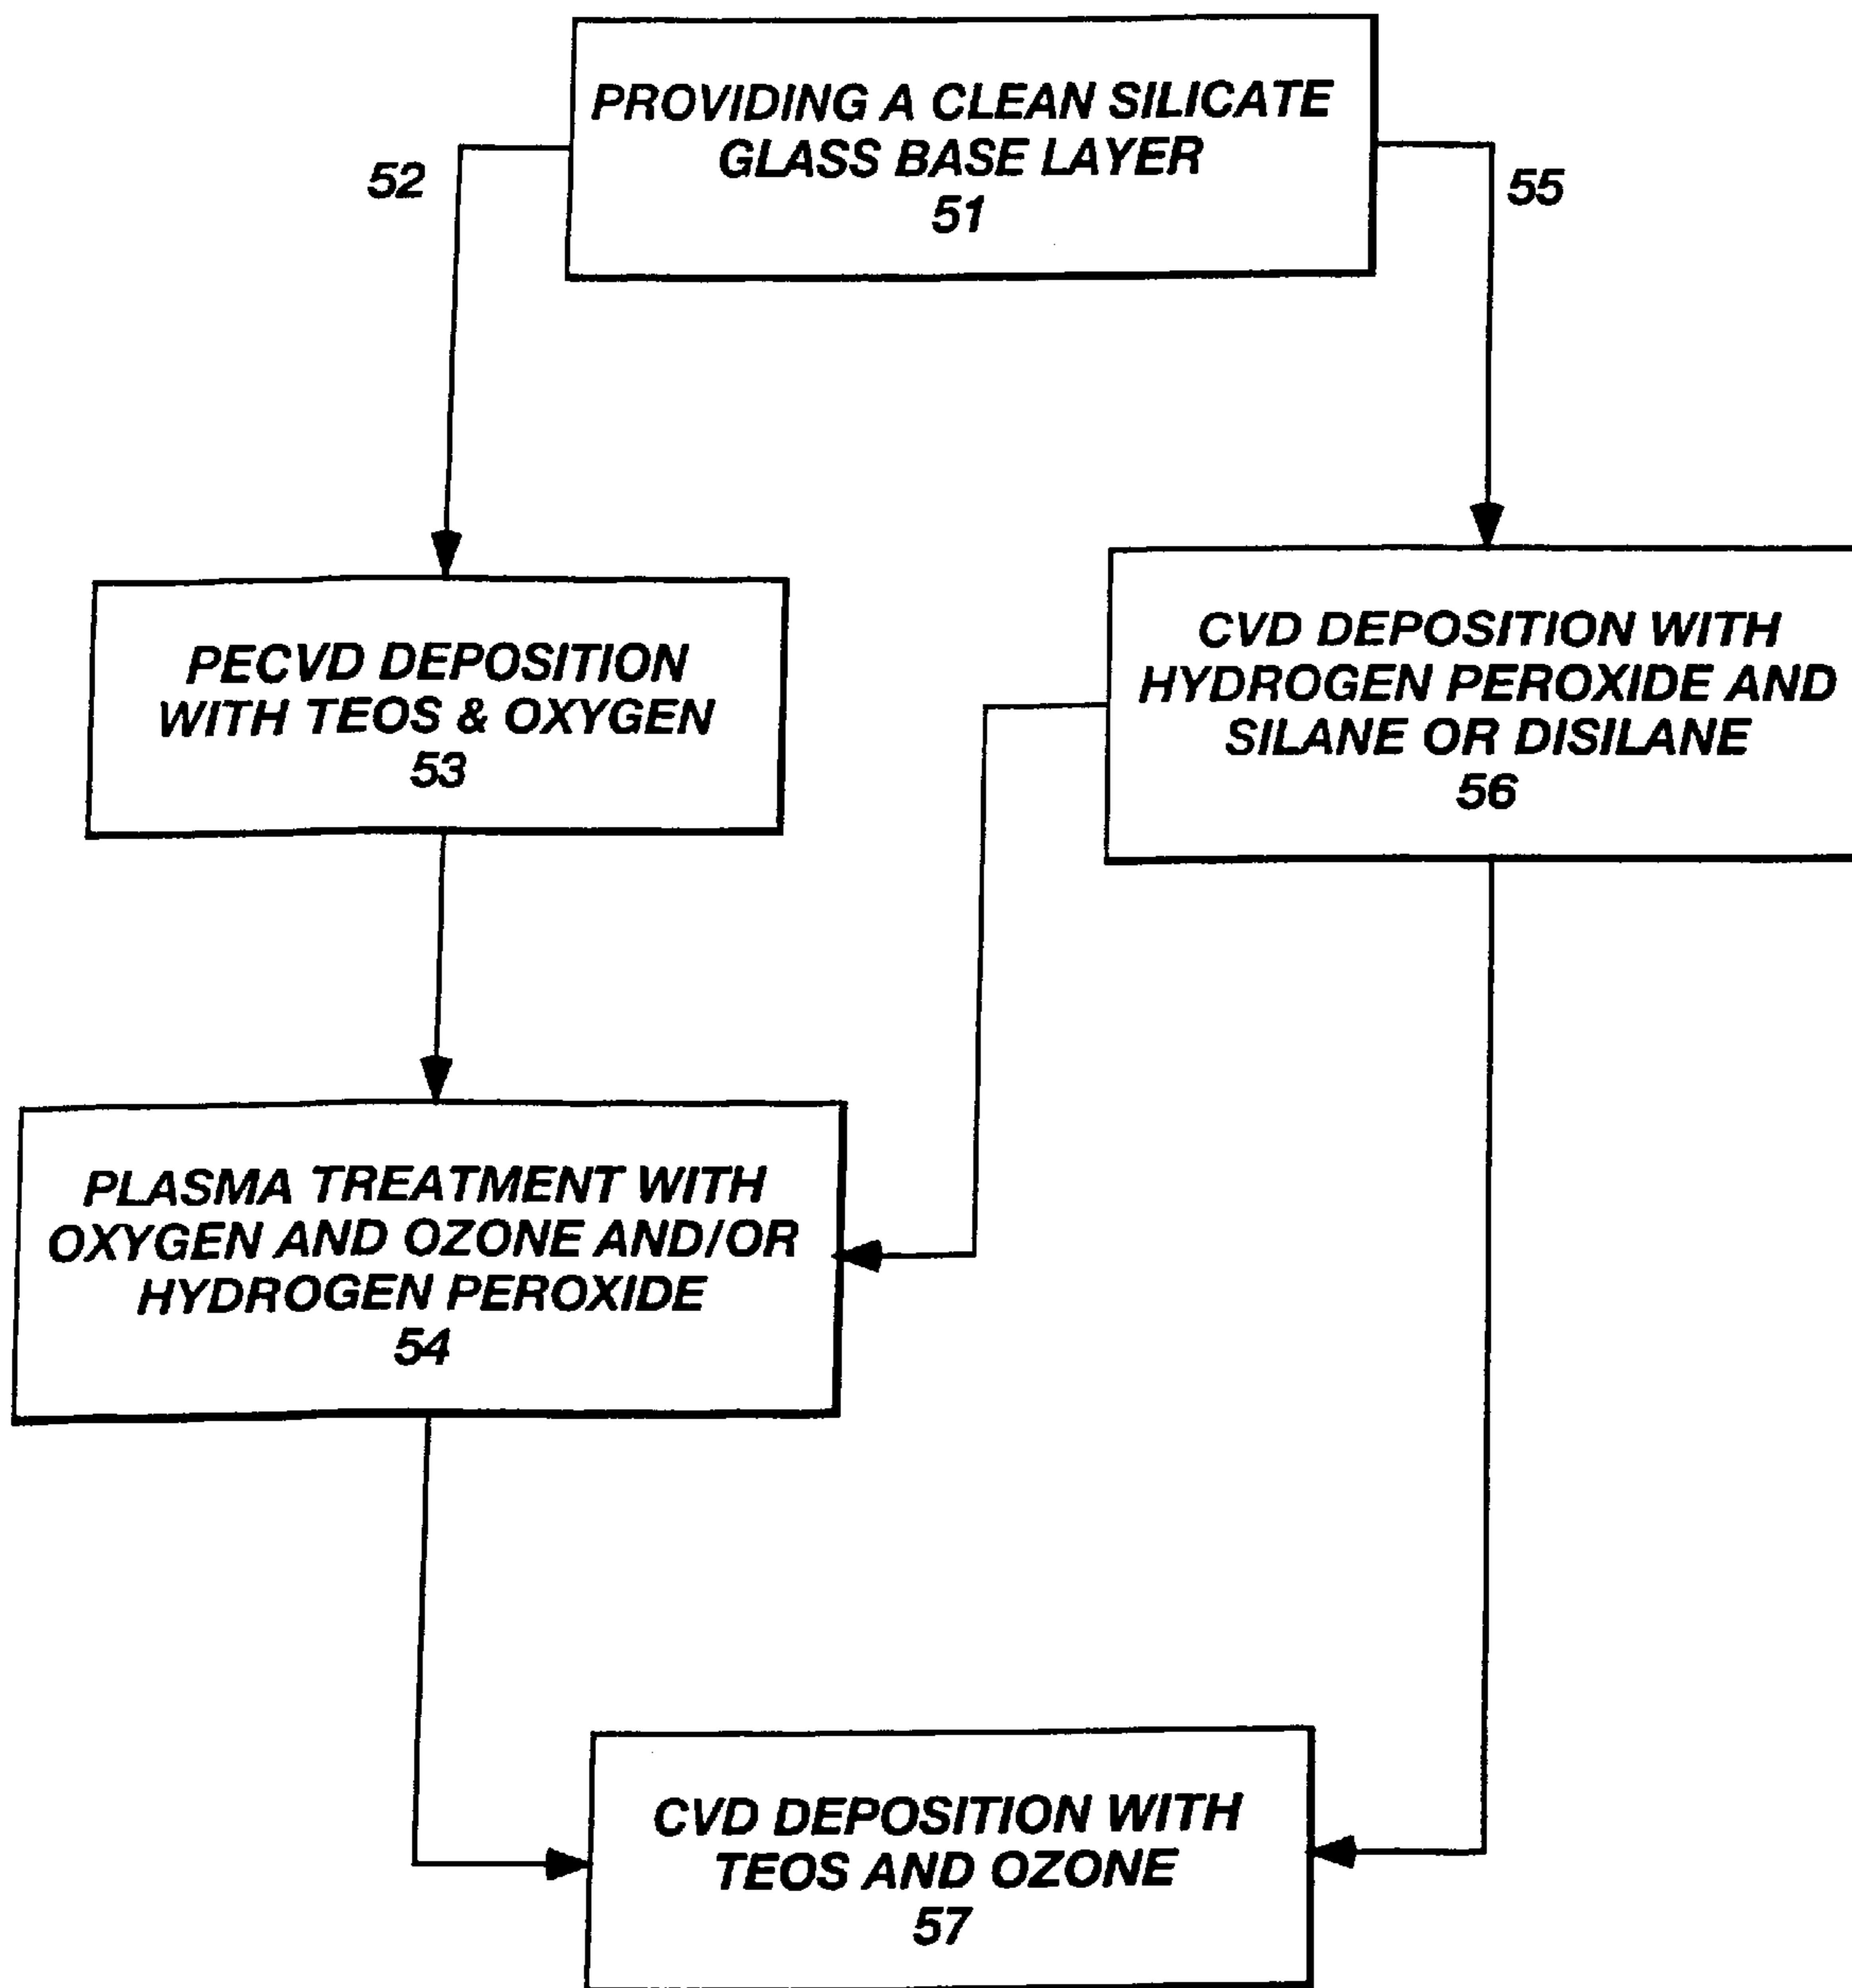 PROVIDING A CLEAN SILICATE
GLASS BASE LAYER
51
52
55
PECVD DEPOSITION
WITH TEOS & OXYGEN
53
CVD DEPOSITION WITH
HYDROGEN PEROXIDE AND
SILANE OR DISILANE
56
PLASMA TREATMENT WITH
OXYGEN AND OZONE AND/OR
HYDROGEN PEROXIDE
54
CVD DEPOSITION WITH
TEOS AND OZONE
57